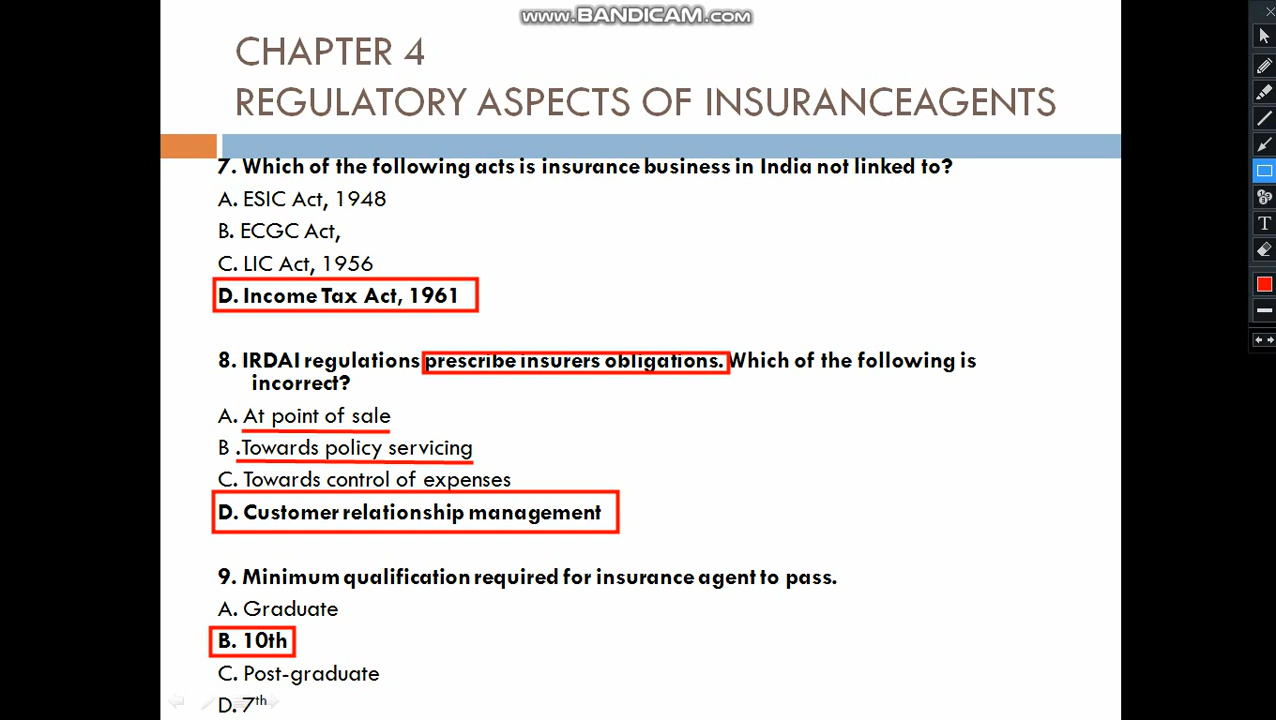 www.BANDICAM.com
CHAPTER 4
REGULATORY ASPECTS OF INSURANCEAGENTS
7. Which of the following acts is insurance business in India not linked to?
A. ESIC Act, 1948
B. ECGC Act,
C. LIC Act, 1956
D. Income Tax Act, 1961
8. IRDAI regulations prescribe insurers obligations. Which of the following is
incorrect?
A. At point of sale
B .Towards policy servicing
C. Towards control of expenses
D. Customer relationship management
9. Minimum qualification required for insurance agent to pass.
A. Graduate
B. 10th
C. Post-graduate
D. 7th
T